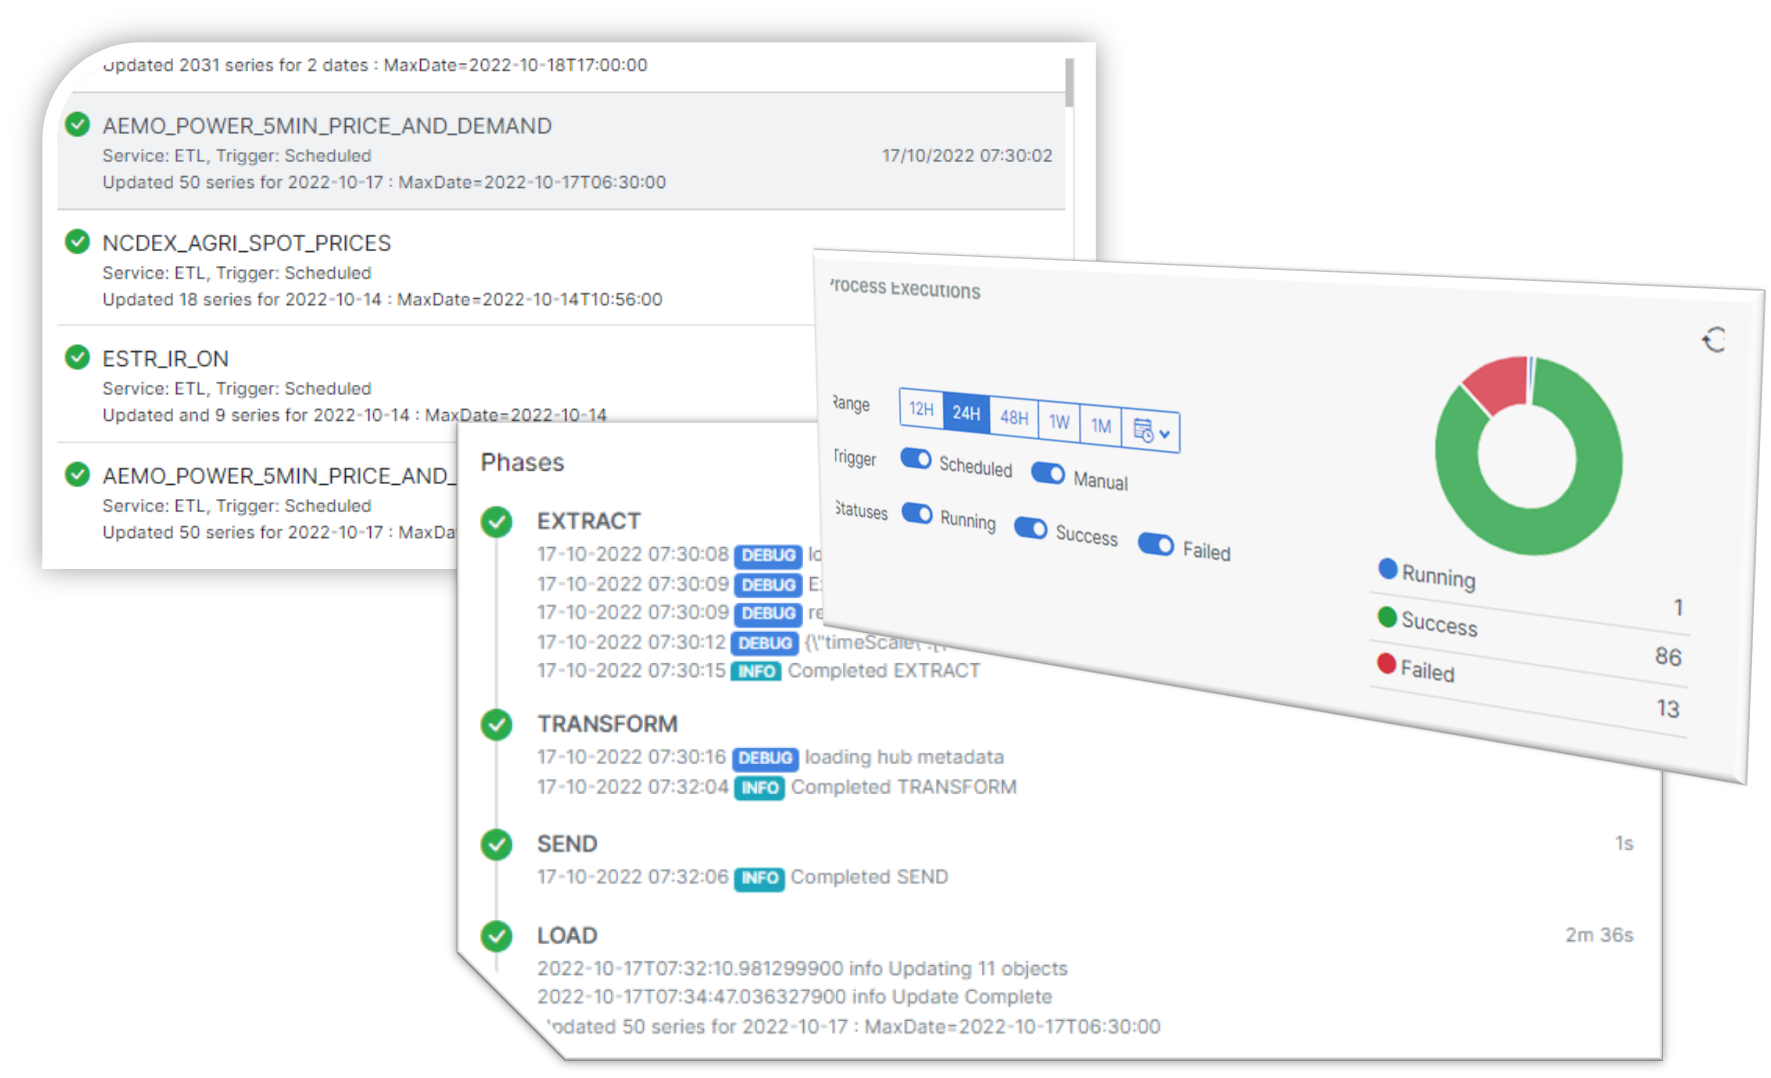 Updated 2031 series for 2 dates : MaxDate=2022-10-18T17:00:00
AEMO_POWER_5MIN_PRICE_AND_DEMAND
Service: ETL, Trigger: Scheduled
17/10/2022 07:30:02
Updated 50 series for 2022-10-17 : MaxDate=2022-10-17T06:30:00
NCDEX_AGRI_SPOT_PRICES
Service: ETL, Trigger: Scheduled
Updated 18 series for 2022-10-14 : MaxDate=2022-10-14T10:56:00
ESTR_IR_ON
Service: ETL, Trigger: Scheduled
Updated and 9 series for 2022-10-14 : MaxDate=2022-10-14
AEMO_POWER_5MIN_PRICE_AND_
Service: ETL, Trigger: Scheduled
Updated 50 series for 2022-10-17 : MaxDa
Process Executions
Range
12H 24H 48H 1W 1M
Trigger
Scheduled Manual
Statuses
Running Success Failed
Running 1
Success 86
Failed 13
Phases
EXTRACT
17-10-2022 07:30:08 DEBUG lo
17-10-2022 07:30:09 DEBUG E
17-10-2022 07:30:09 DEBUG re
17-10-2022 07:30:12 DEBUG {\"timeScale\":[
17-10-2022 07:30:15 INFO Completed EXTRACT
TRANSFORM
17-10-2022 07:30:16 DEBUG loading hub metadata
17-10-2022 07:32:04 INFO Completed TRANSFORM
SEND 1s
17-10-2022 07:32:06 INFO Completed SEND
LOAD 2m 36s
2022-10-17T07:32:10.981299900 info Updating 11 objects
2022-10-17T07:34:47.036327900 info Update Complete
Updated 50 series for 2022-10-17 : MaxDate=2022-10-17T06:30:00